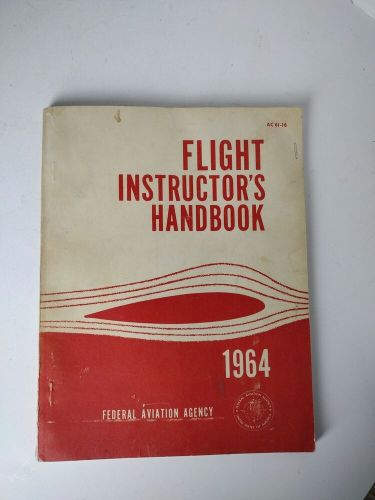 AC 61-16
FLIGHT
INSTRUCTOR'S
HANDBOOK
1964
FEDERAL AVIATION AGENCY